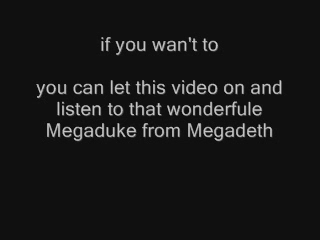 if you wan't to
you can let this video on and
listen to that wonderfule
Megaduke from Megadeth